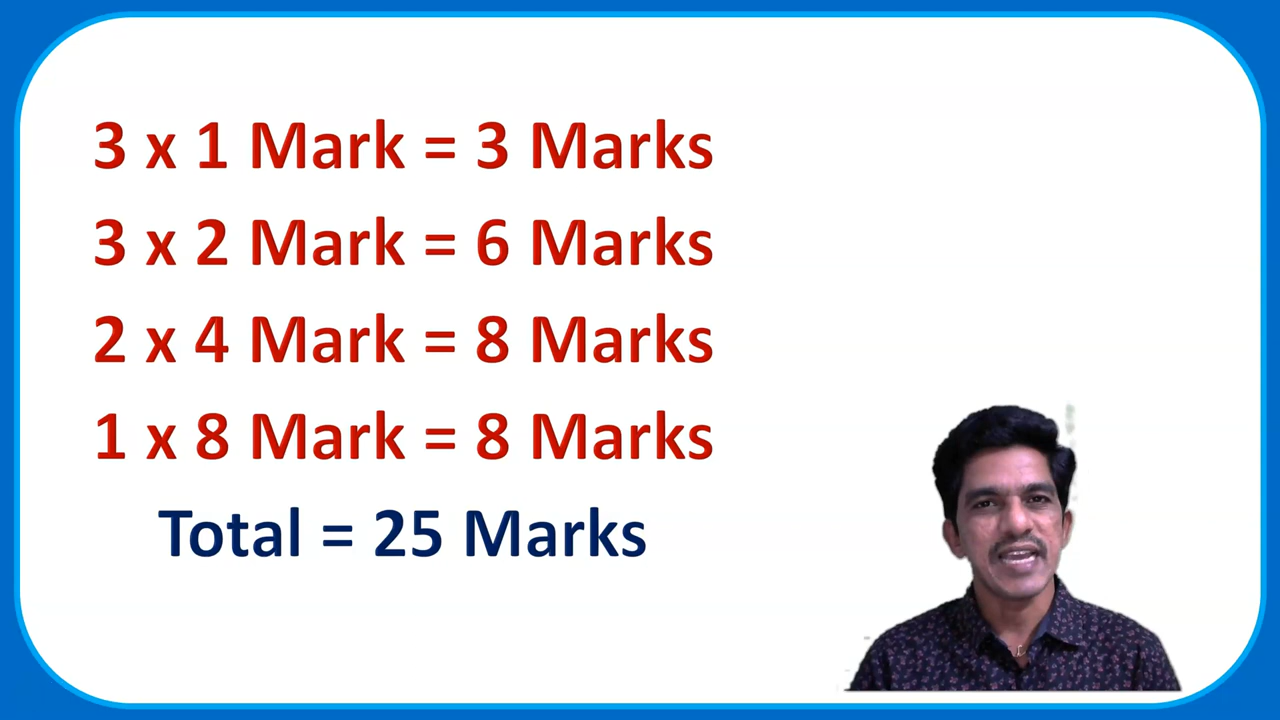 3 x 1 Mark = 3 Marks
3 x 2 Mark = 6 Marks
2 x 4 Mark = 8 Marks
1 x 8 Mark = 8 Marks
Total = 25 Marks